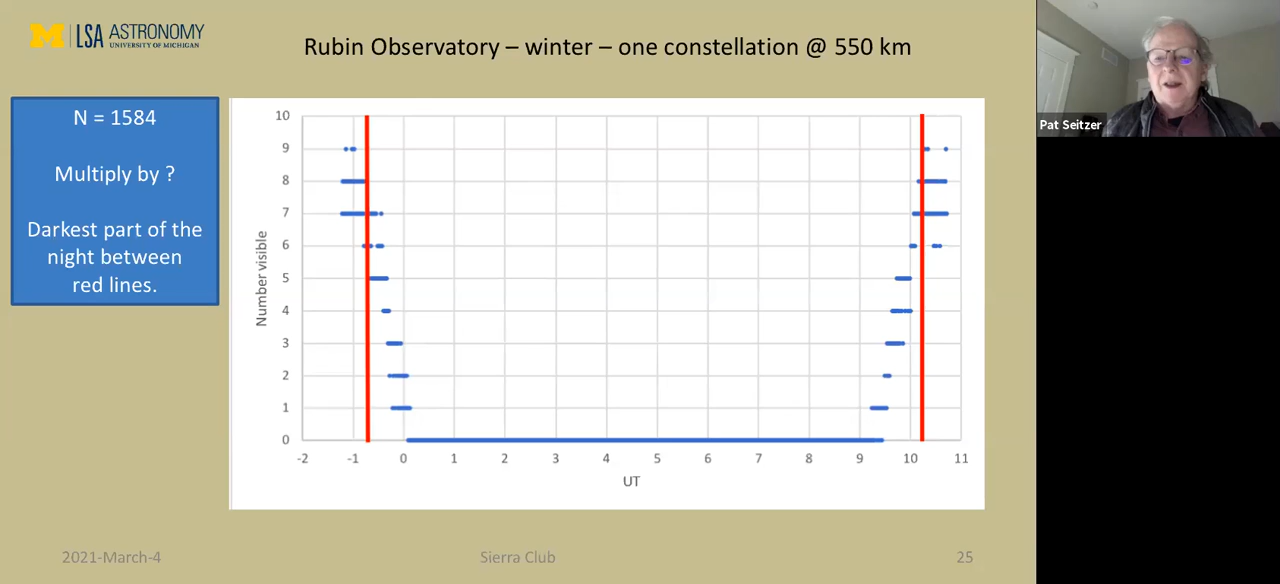 M | LSA ASTRONOMY
UNIVERSITY OF MICHIGAN
Rubin Observatory – winter – one constellation @ 550 km
Pat Seitzer
N = 1584
Multiply by ?
Darkest part of the
night between
red lines.
Number visible
10
9
8
7
6
5
4
3
2
1
0
-2 -1 0 1 2 3 4 5 6 7 8 9 10 11
UT
2021-March-4 Sierra Club 25